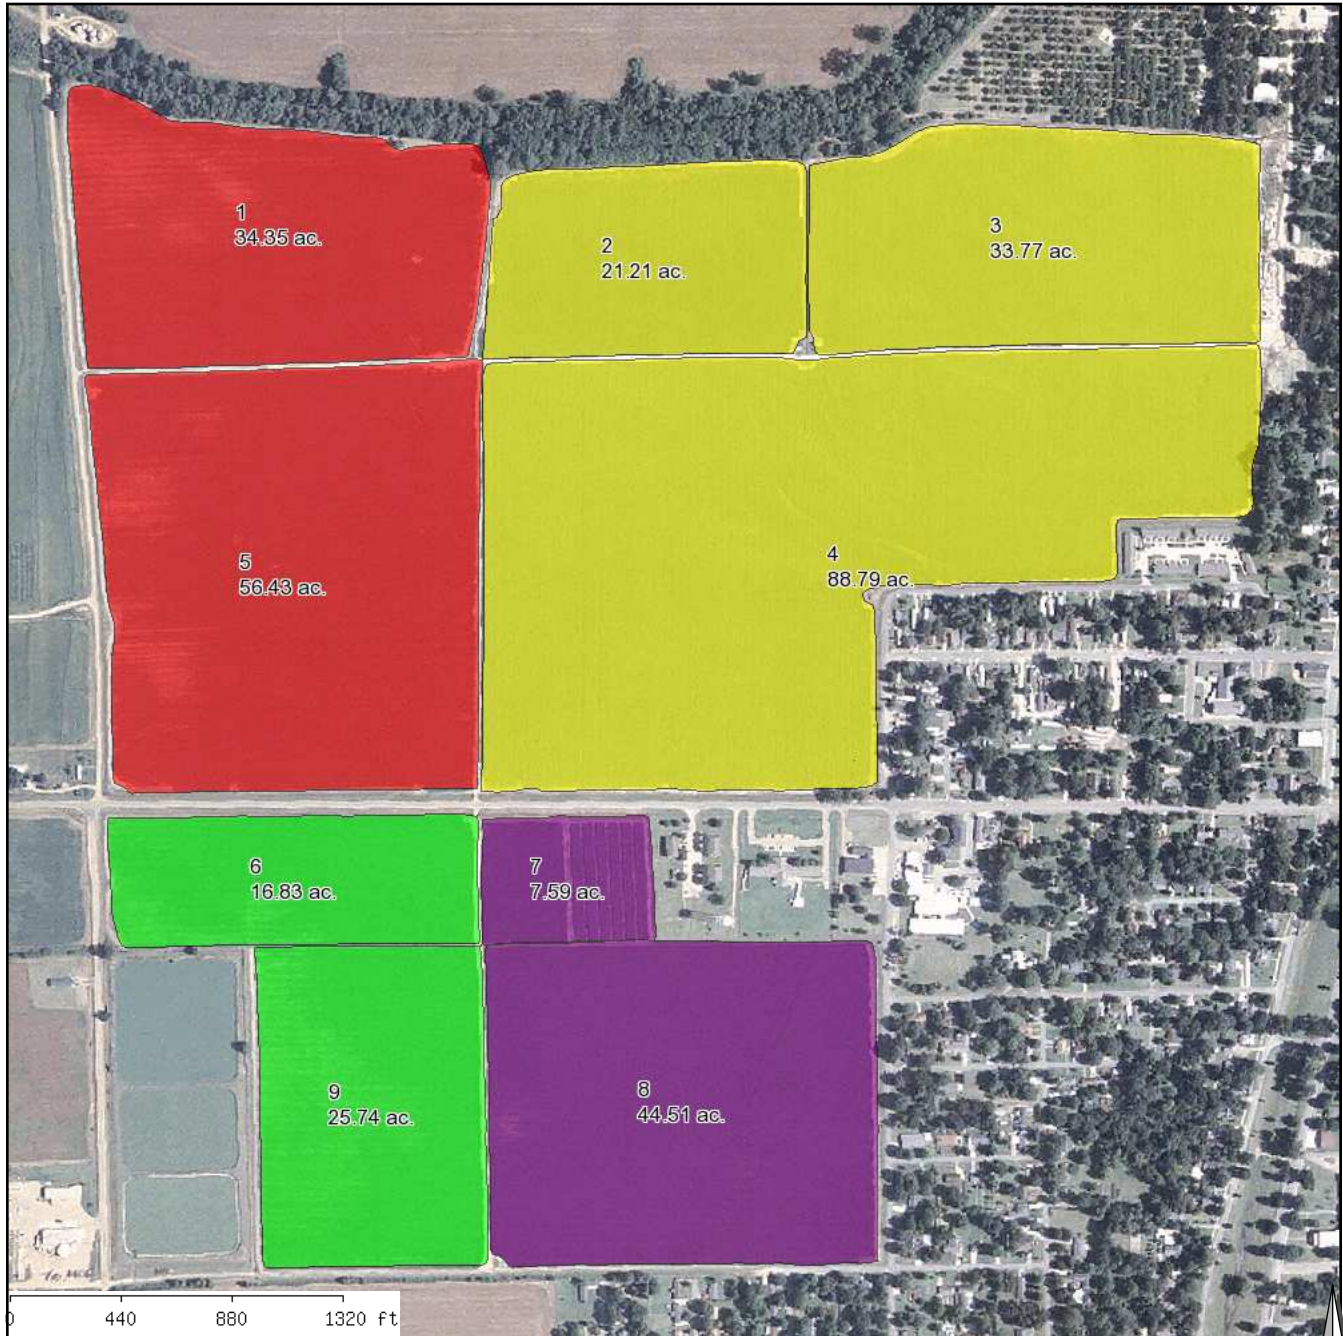 1
34.35 ac.
2
21.21 ac.
3
33.77 ac.
4
88.79 ac.
5
56.43 ac.
6
16.83 ac.
7
7.59 ac.
8
44.51 ac.
9
25.74 ac.
0 440 880 1320 ft